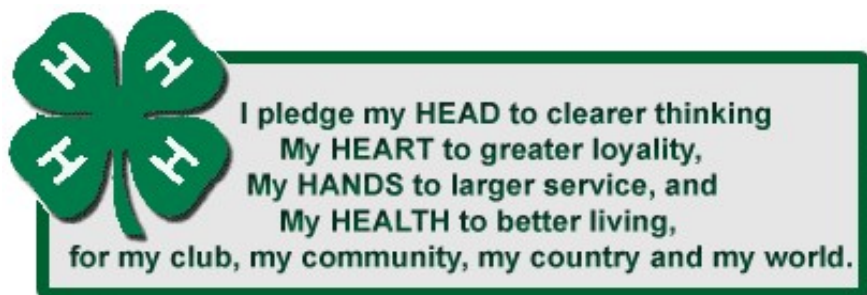 H H
H H
I pledge my HEAD to clearer thinking
My HEART to greater loyality,
My HANDS to larger service, and
My HEALTH to better living,
for my club, my community, my country and my world.